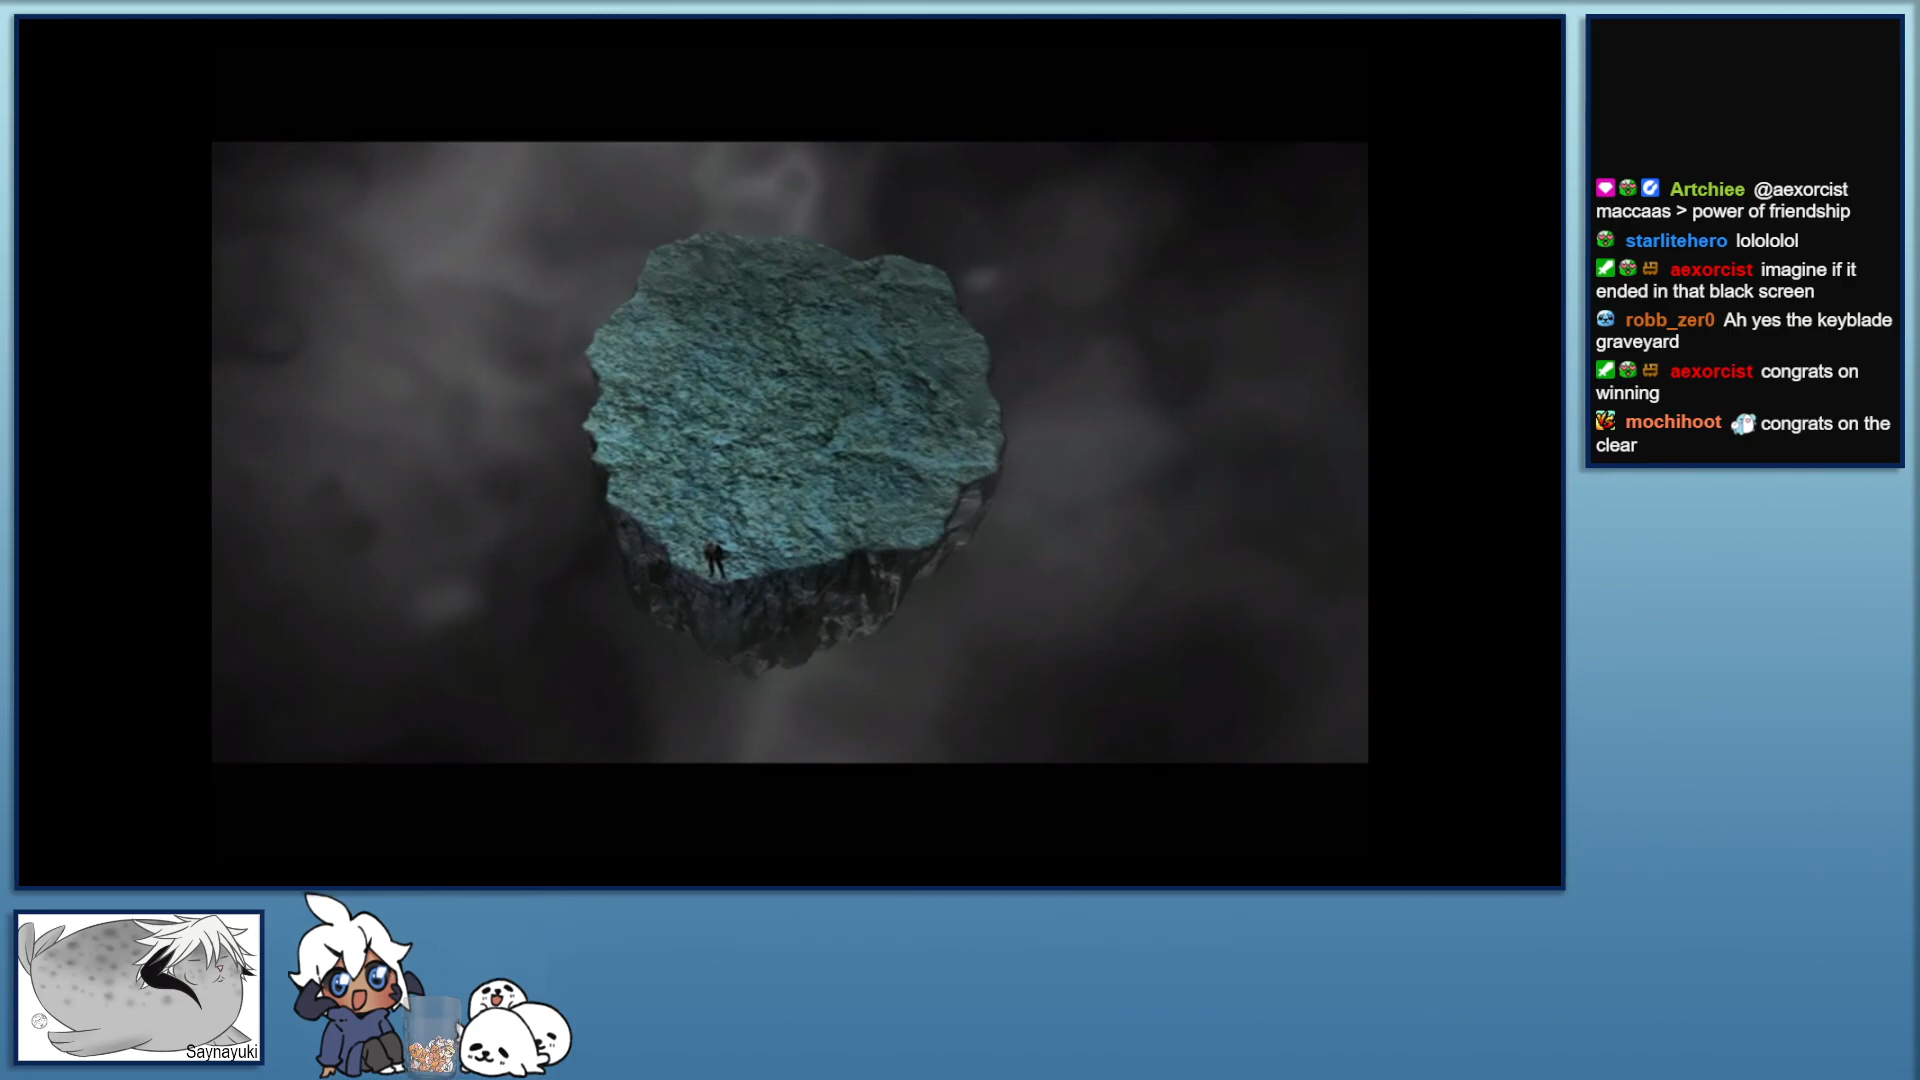 Artchiee @aexorcist
maccaas > power of friendship
starlitehero lolololol
aexorcist imagine if it
ended in that black screen
robb_zer0 Ah yes the keyblade
graveyard
aexorcist congrats on
winning
mochihoot congrats on the
clear
Saynayuki